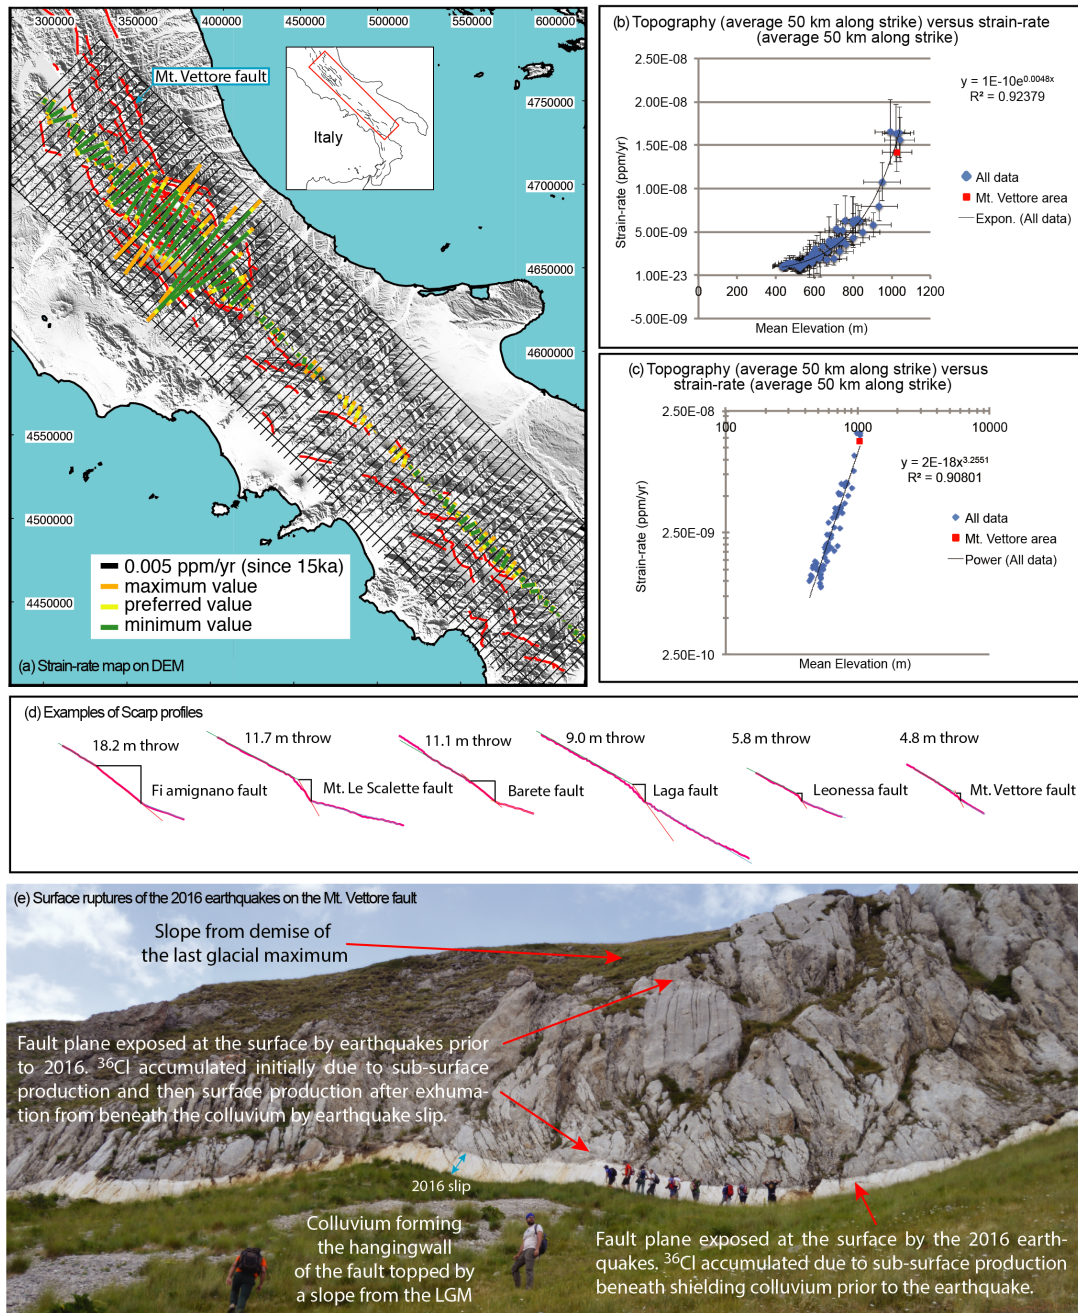 300000 350000 400000 450000 500000 550000 600000
Mt. Vettore fault
Italy
4750000
4700000
4650000
4600000
4550000
4500000
4450000
0.005 ppm/yr (since 15ka)
maximum value
preferred value
minimum value
(a) Strain-rate map on DEM
(b) Topography (average 50 km along strike) versus strain-rate
(average 50 km along strike)
2.50E-08
2.00E-08
1.50E-08
1.00E-08
5.00E-09
1.00E-23
-5.00E-09
Strain-rate (ppm/yr)
y = 1E-10e0.0048x
R² = 0.92379
All data
Mt. Vettore area
Expon. (All data)
0 200 400 600 800 1000 1200
Mean Elevation (m)
(c) Topography (average 50 km along strike) versus
strain-rate (average 50 km along strike)
2.50E-08
100 1000 10000
y = 2E-18x3.2551
R² = 0.90801
2.50E-09
Strain-rate (ppm/yr)
All data
Mt. Vettore area
Power (All data)
2.50E-10
Mean Elevation (m)
(d) Examples of Scarp profiles
18.2 m throw
11.7 m throw
11.1 m throw
9.0 m throw
5.8 m throw
4.8 m throw
Fi amignano fault
Mt. Le Scalette fault
Barete fault
Laga fault
Leonessa fault
Mt. Vettore fault
(e) Surface ruptures of the 2016 earthquakes on the Mt. Vettore fault
Slope from demise of
the last glacial maximum
Fault plane exposed at the surface by earthquakes prior
to 2016. 36Cl accumulated initially due to sub-surface
production and then surface production after exhuma-
tion from beneath the colluvium by earthquake slip.
2016 slip
Colluvium forming
the hangingwall
of the fault topped by
a slope from the LGM
Fault plane exposed at the surface by the 2016 earth-
quakes. 36Cl accumulated due to sub-surface production
beneath shielding colluvium prior to the earthquake.